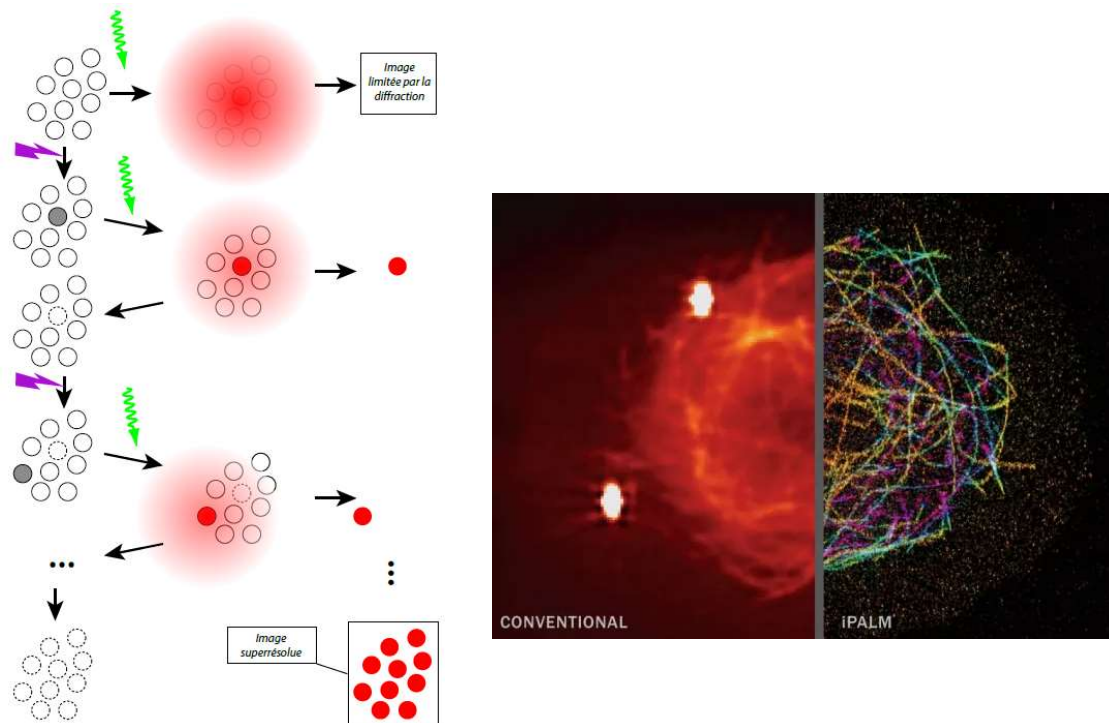 Image
limitée par la
diffraction
...
...
Image
superrésolue
CONVENTIONAL
iPALM